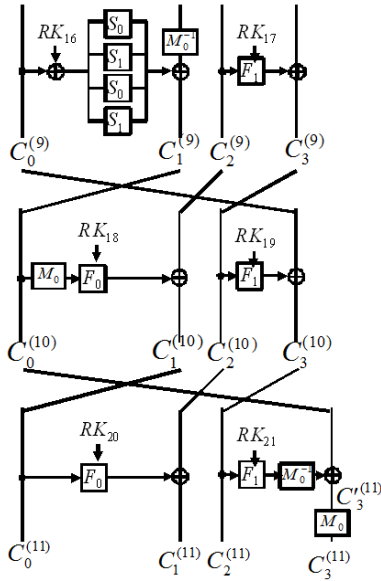 RK₁₆ S₀ M₀⁻¹ RK₁₇
S₁
F₁
S₀
S₁
C₀⁽⁹⁾ C₁⁽⁹⁾ C₂⁽⁹⁾ C₃⁽⁹⁾
RK₁₈ RK₁₉
M₀ F₀ F₁
C₀⁽¹⁰⁾ C₁⁽¹⁰⁾ C₂⁽¹⁰⁾ C₃⁽¹⁰⁾
RK₂₀ RK₂₁
F₀ F₁ M₀⁻¹
C′₃⁽¹¹⁾
M₀
C₀⁽¹¹⁾ C₁⁽¹¹⁾ C₂⁽¹¹⁾ C₃⁽¹¹⁾